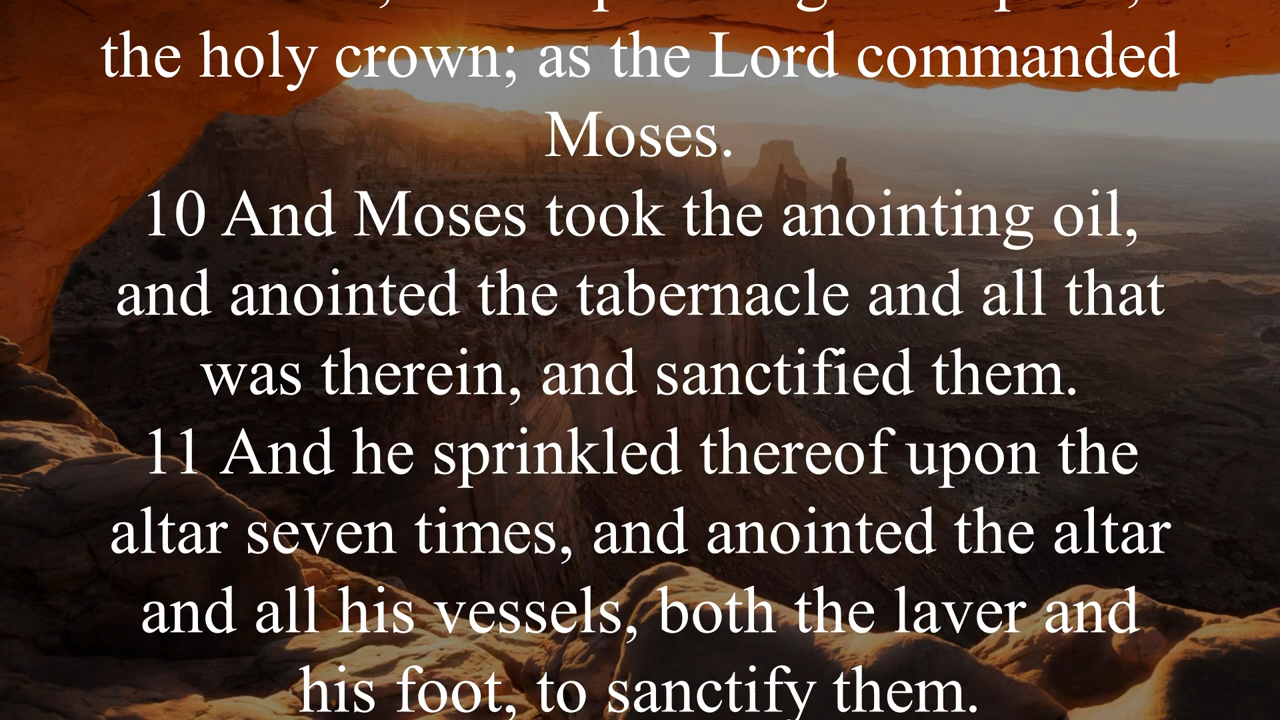 the holy crown; as the Lord commanded
Moses.
10 And Moses took the anointing oil,
and anointed the tabernacle and all that
was therein, and sanctified them.
11 And he sprinkled thereof upon the
altar seven times, and anointed the altar
and all his vessels, both the laver and
his foot, to sanctify them.